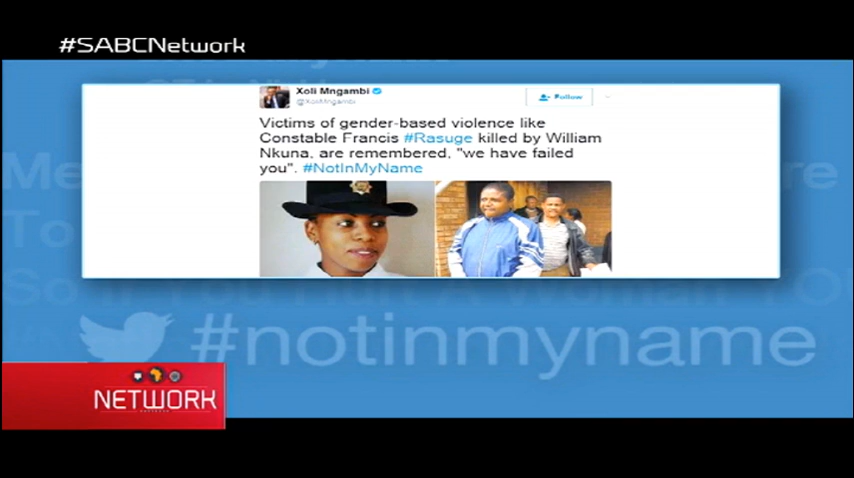 #SABCNetwork
Xoli Mngambi
@XoliMngambi
Follow
Victims of gender-based violence like
Constable Francis #Rasuge killed by William
Nkuna, are remembered, "we have failed
you". #NotInMyName
#notinmyname
NETWORK